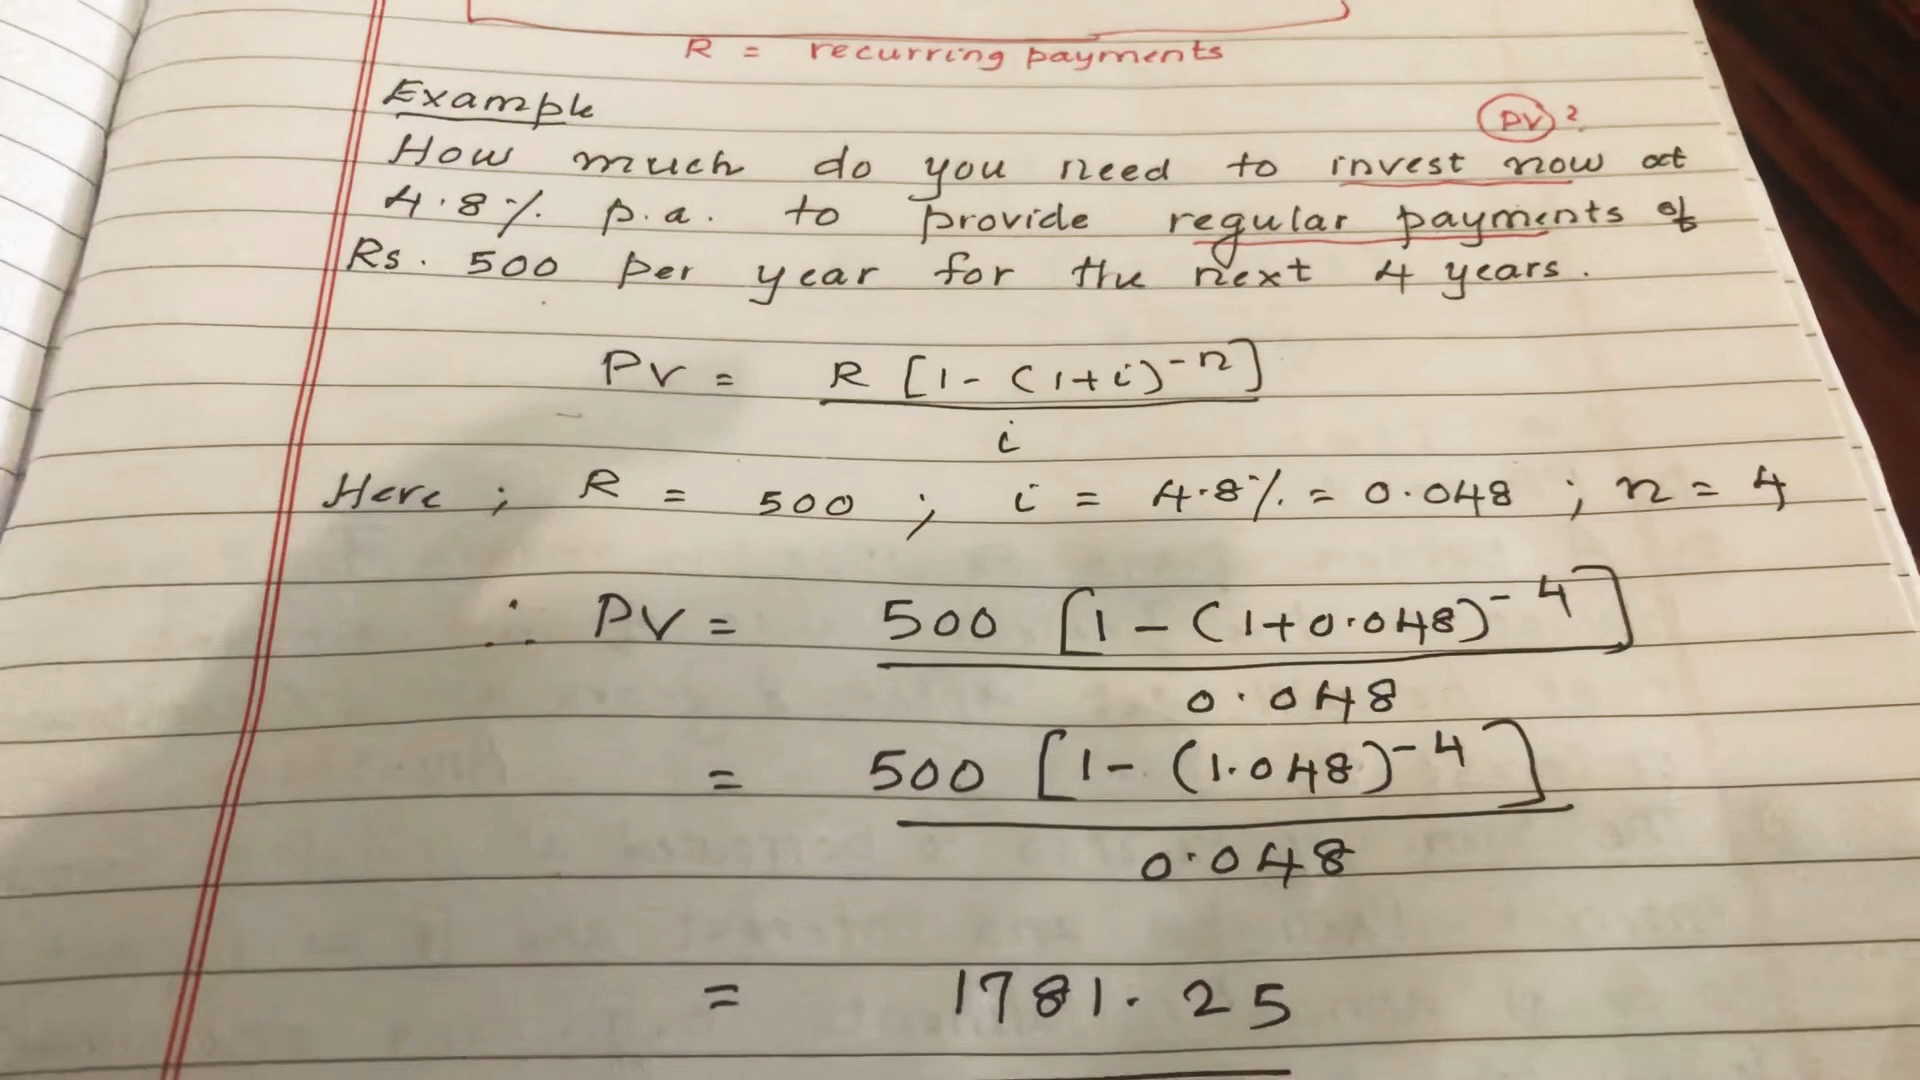 R = recurring payments
Example
PV ?
How much do you need to invest now at
4.8% p.a. to provide regular payments of
Rs. 500 per year for the next 4 years.
PV = R [1-(1+i)-n]
i
Here ; R = 500 ; i = 4.8% = 0.048 ; n = 4
∴ PV = 500 [1-(1+0.048)-4]
0.048
= 500 [1-(1.048)-4]
0.048
= 1781.25